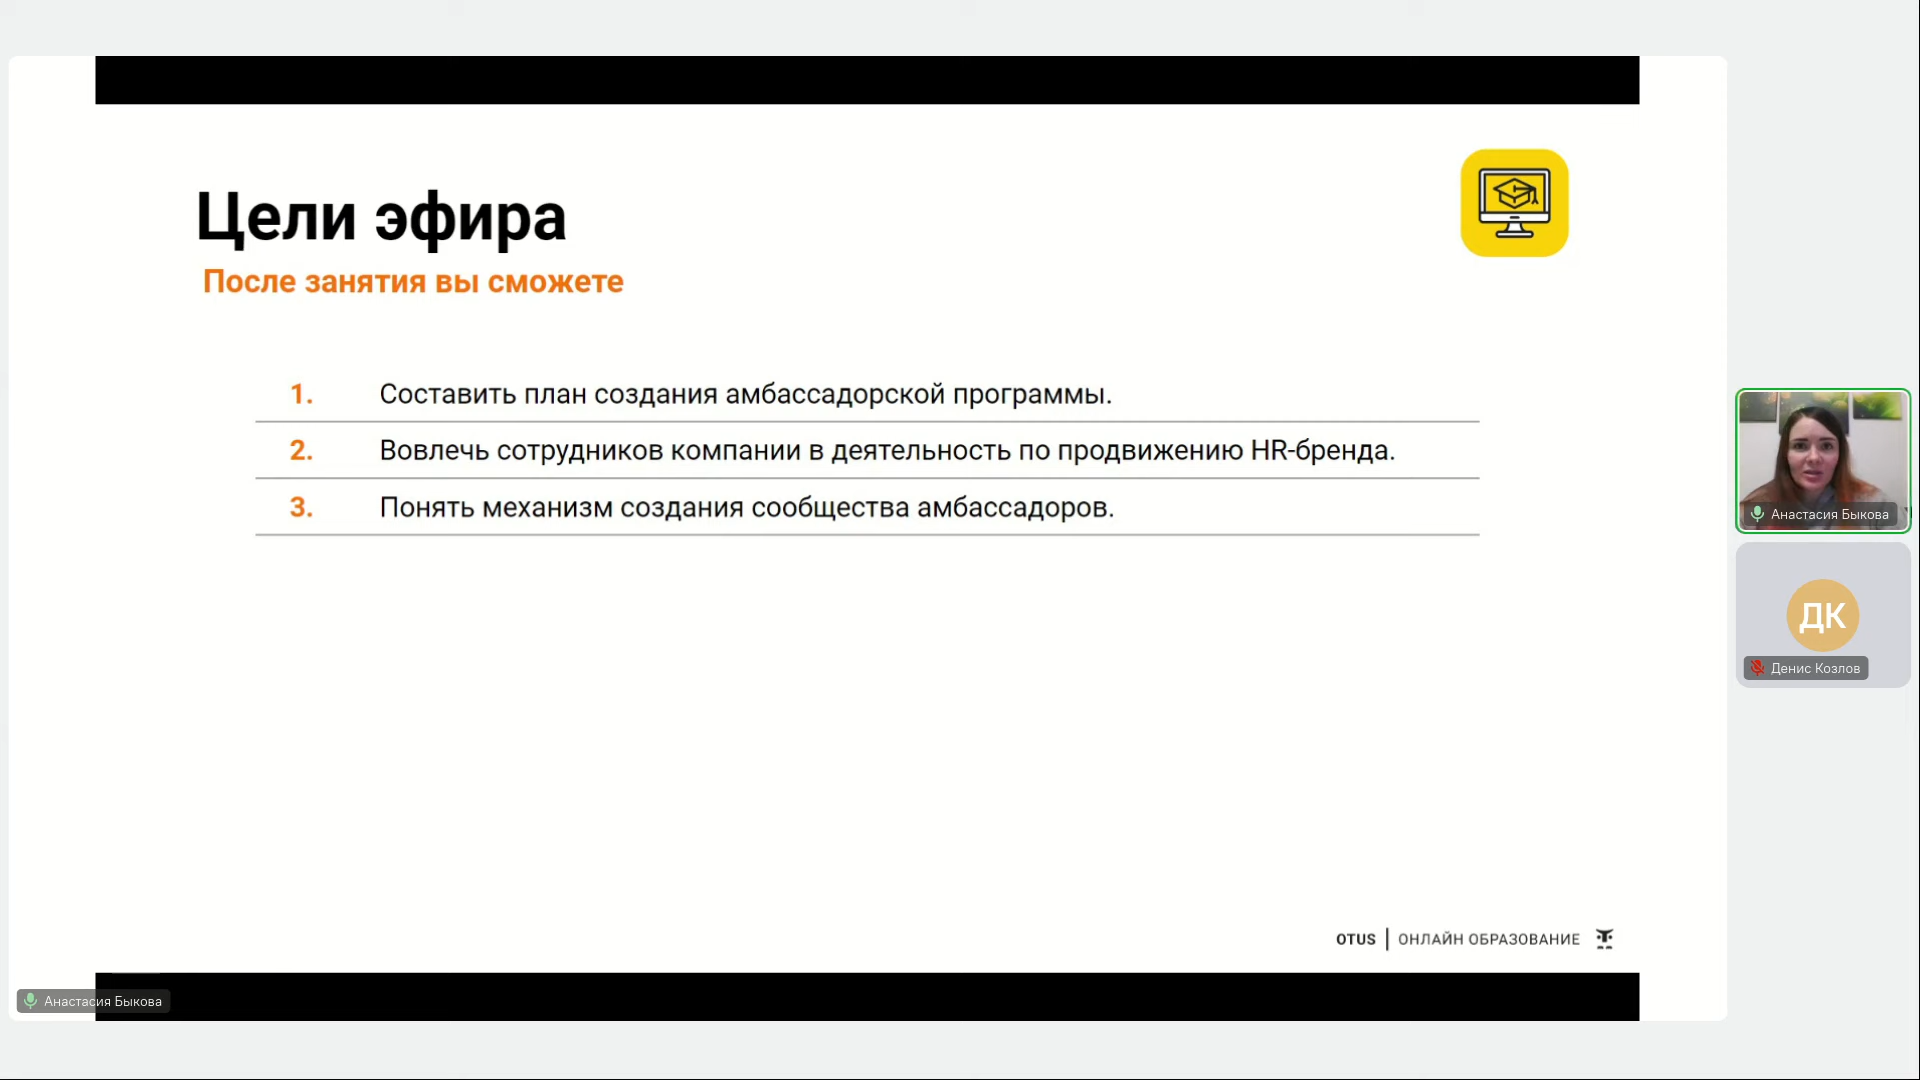 Цели эфира
После занятия вы сможете
1. Составить план создания амбассадорской программы.
2. Вовлечь сотрудников компании в деятельность по продвижению HR-бренда.
3. Понять механизм создания сообщества амбассадоров.
OTUS | ОНЛАЙН ОБРАЗОВАНИЕ
Анастасия Быкова
Анастасия Быкова
ДК
Денис Козлов